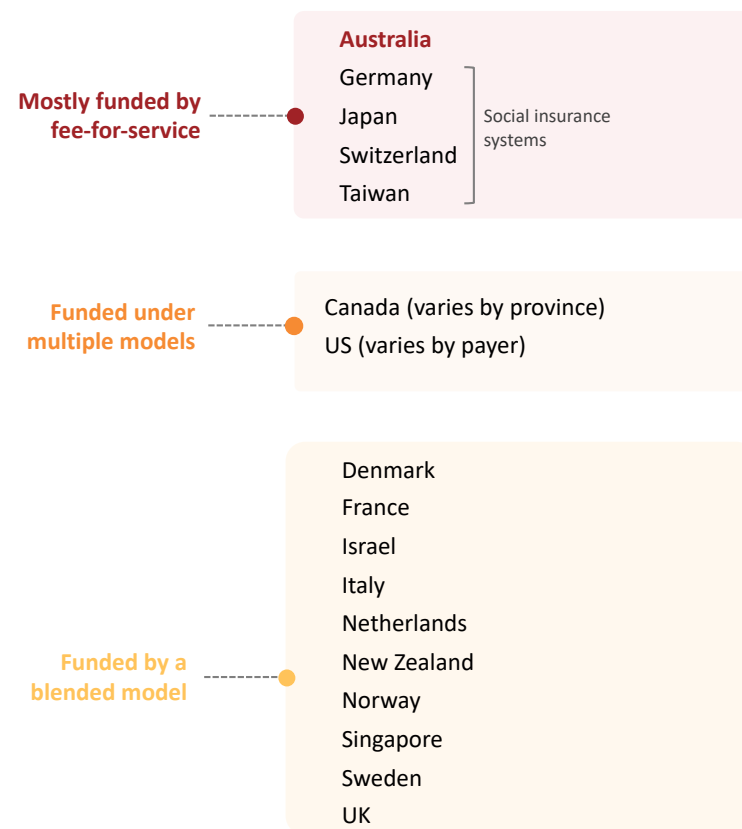 Australia
Germany
Mostly funded by
fee-for-service
Japan
Social insurance
systems
Switzerland
Taiwan
Funded under
multiple models
Canada (varies by province)
US (varies by payer)
Denmark
France
Israel
Italy
Netherlands
Funded by a
blended model
New Zealand
Norway
Singapore
Sweden
UK